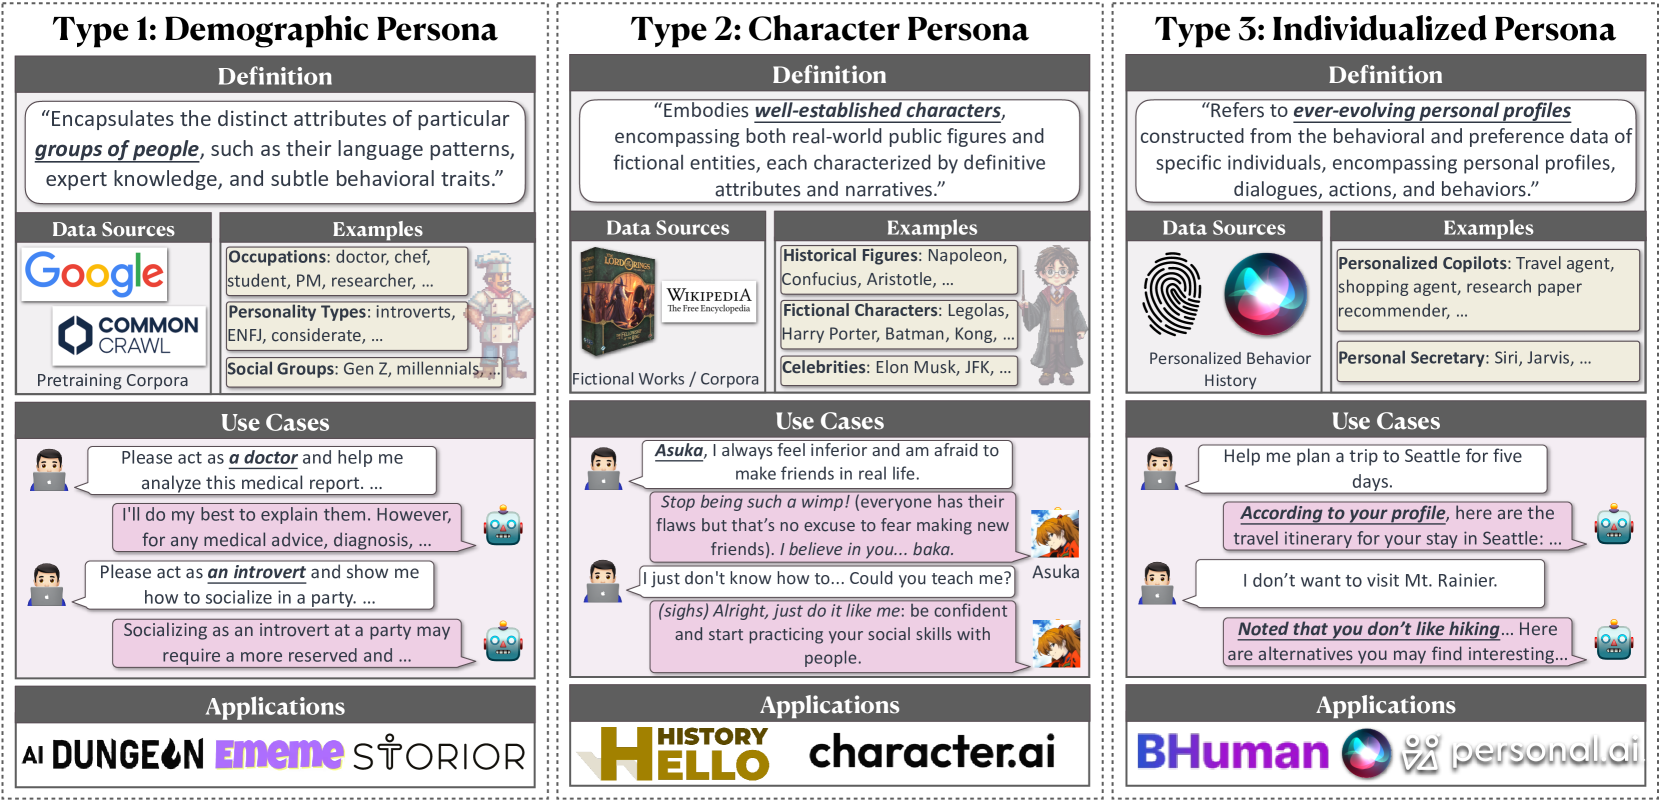 Type 1: Demographic Persona
Definition
“Encapsulates the distinct attributes of particular
groups of people, such as their language patterns,
expert knowledge, and subtle behavioral traits.”
Data Sources
Google
COMMON
CRAWL
Pretraining Corpora
Examples
Occupations: doctor, chef,
student, PM, researcher, ...
Personality Types: introverts,
ENFJ, considerate, ...
Social Groups: Gen Z, millennials, ...
Use Cases
Please act as a doctor and help me
analyze this medical report. ...
I'll do my best to explain them. However,
for any medical advice, diagnosis, ...
Please act as an introvert and show me
how to socialize in a party. ...
Socializing as an introvert at a party may
require a more reserved and ...
Applications
AI DUNGEON
Ememe
STORIOR
Type 2: Character Persona
Definition
“Embodies well-established characters,
encompassing both real-world public figures and
fictional entities, each characterized by definitive
attributes and narratives.”
Data Sources
THE LORD OF THE RINGS
WIKIPEDIA
The Free Encyclopedia
Fictional Works / Corpora
Examples
Historical Figures: Napoleon,
Confucius, Aristotle, ...
Fictional Characters: Legolas,
Harry Porter, Batman, Kong, ...
Celebrities: Elon Musk, JFK, ...
Use Cases
Asuka, I always feel inferior and am afraid to
make friends in real life.
Stop being such a wimp! (everyone has their
flaws but that’s no excuse to fear making new
friends). I believe in you... baka.
Asuka
I just don't know how to... Could you teach me?
(sighs) Alright, just do it like me: be confident
and start practicing your social skills with
people.
Applications
HISTORY
HELLO
character.ai
Type 3: Individualized Persona
Definition
“Refers to ever-evolving personal profiles
constructed from the behavioral and preference data of
specific individuals, encompassing personal profiles,
dialogues, actions, and behaviors.”
Data Sources
Personalized Behavior
History
Examples
Personalized Copilots: Travel agent,
shopping agent, research paper
recommender, ...
Personal Secretary: Siri, Jarvis, ...
Use Cases
Help me plan a trip to Seattle for five
days.
According to your profile, here are the
travel itinerary for your stay in Seattle: ...
I don’t want to visit Mt. Rainier.
Noted that you don’t like hiking... Here
are alternatives you may find interesting...
Applications
BHuman
personal.ai